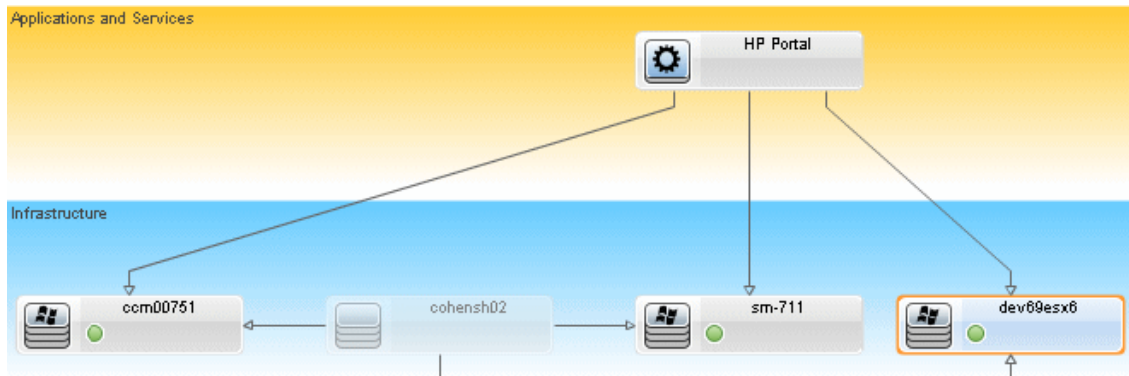 Applications and Services
HP Portal
Infrastructure
ccm00751
cohensh02
sm-711
dev69esx6